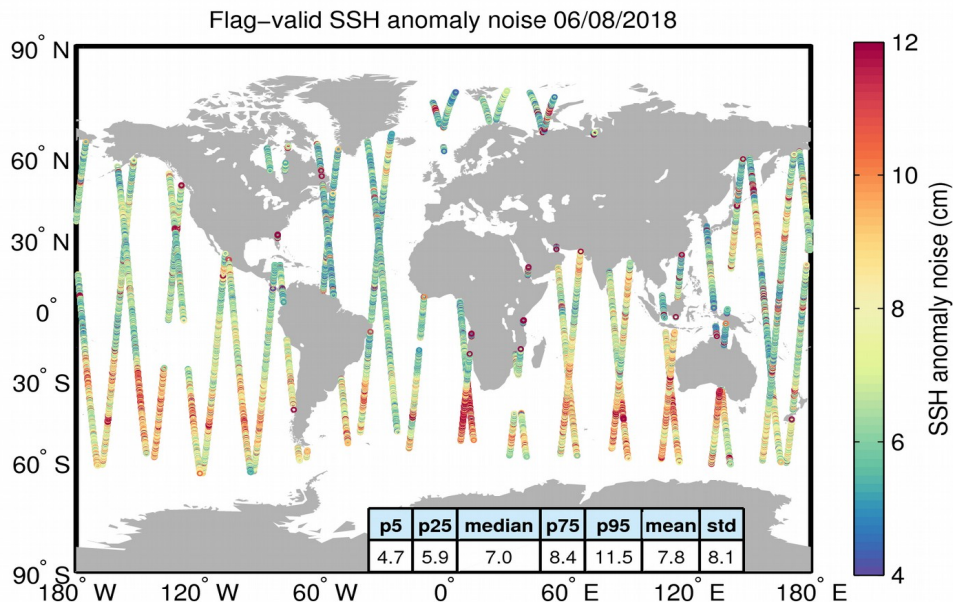 Flag–valid SSH anomaly noise 06/08/2018
90° N
60° N
30° N
0°
30° S
60° S
90° S
180° W
120° W
60° W
0°
60° E
120° E
180° E
p5 p25 median p75 p95 mean std
4.7 5.9 7.0 8.4 11.5 7.8 8.1
12
10
8
6
4
SSH anomaly noise (cm)